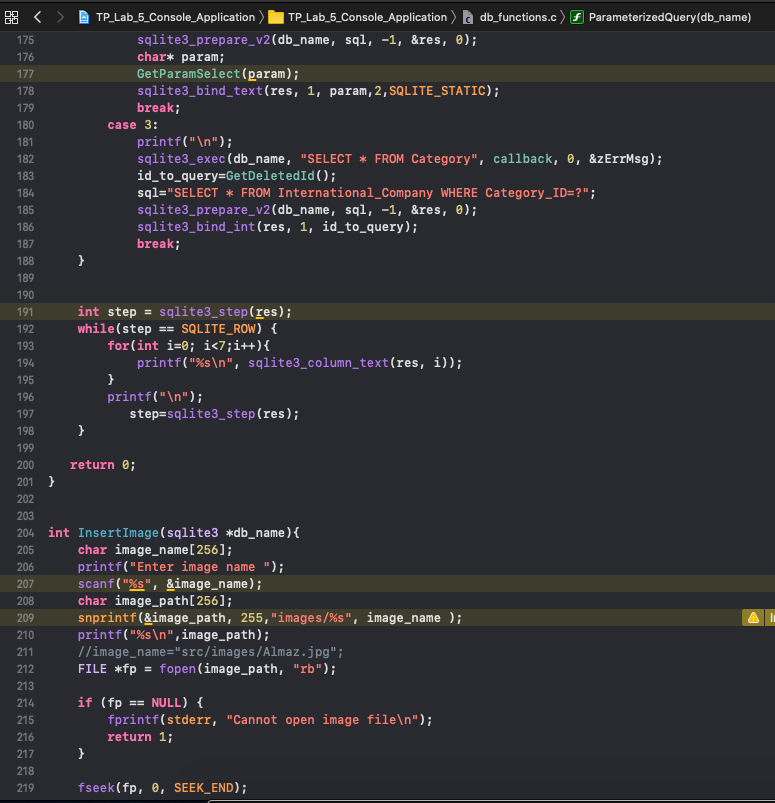 TP_Lab_5_Console_Application TP_Lab_5_Console_Application db_functions.c ParameterizedQuery(db_name)
175 sqlite3_prepare_v2(db_name, sql, -1, &res, 0);
176 char* param;
177 GetParamSelect(param);
178 sqlite3_bind_text(res, 1, param,2,SQLITE_STATIC);
179 break;
180 case 3:
181 printf("\n");
182 sqlite3_exec(db_name, "SELECT * FROM Category", callback, 0, &zErrMsg);
183 id_to_query=GetDeletedId();
184 sql="SELECT * FROM International_Company WHERE Category_ID=?";
185 sqlite3_prepare_v2(db_name, sql, -1, &res, 0);
186 sqlite3_bind_int(res, 1, id_to_query);
187 break;
188 }
189
190
191 int step = sqlite3_step(res);
192 while(step == SQLITE_ROW) {
193 for(int i=0; i<7;i++){
194 printf("%s\n", sqlite3_column_text(res, i));
195 }
196 printf("\n");
197 step=sqlite3_step(res);
198 }
199
200 return 0;
201 }
202
203
204 int InsertImage(sqlite3 *db_name){
205 char image_name[256];
206 printf("Enter image name ");
207 scanf("%s", &image_name);
208 char image_path[256];
209 snprintf(&image_path, 255,"images/%s", image_name );
210 printf("%s\n",image_path);
211 //image_name="src/images/Almaz.jpg";
212 FILE *fp = fopen(image_path, "rb");
213
214 if (fp == NULL) {
215 fprintf(stderr, "Cannot open image file\n");
216 return 1;
217 }
218
219 fseek(fp, 0, SEEK_END);